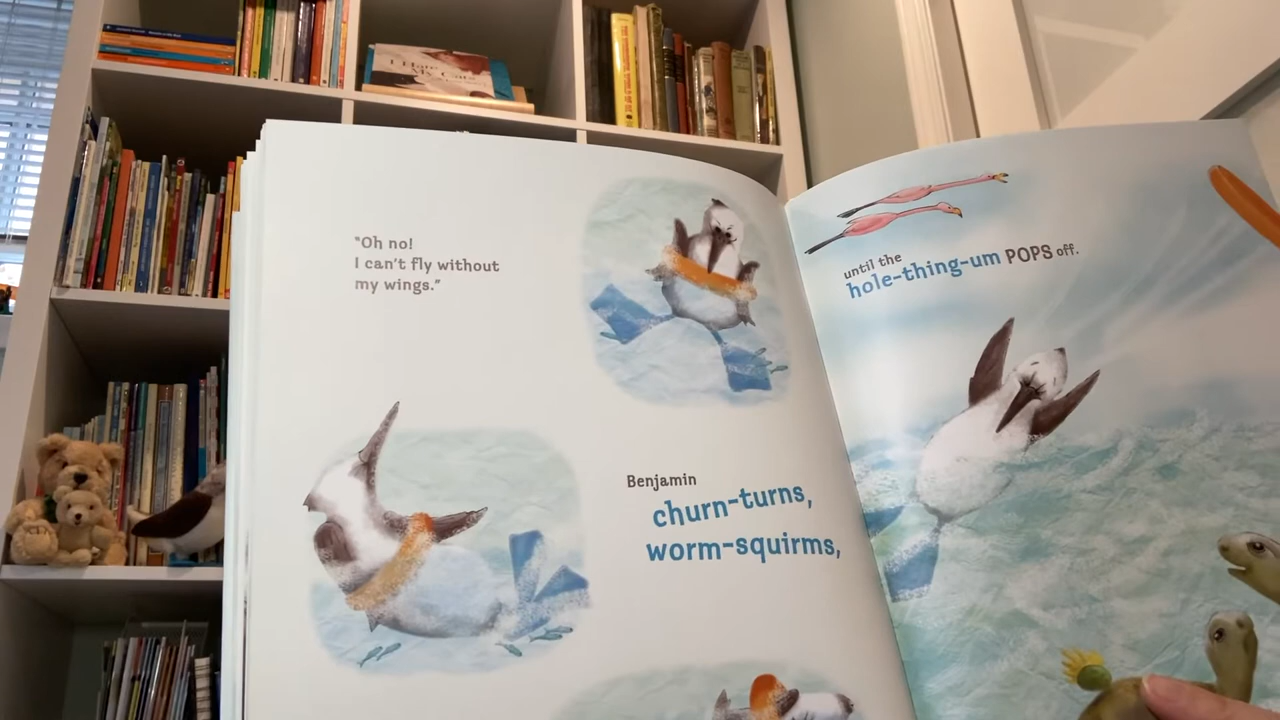 "Oh no!
I can't fly without
my wings."
Benjamin
churn-turns,
worm-squirms,
until the
hole-thing-um POPS off.